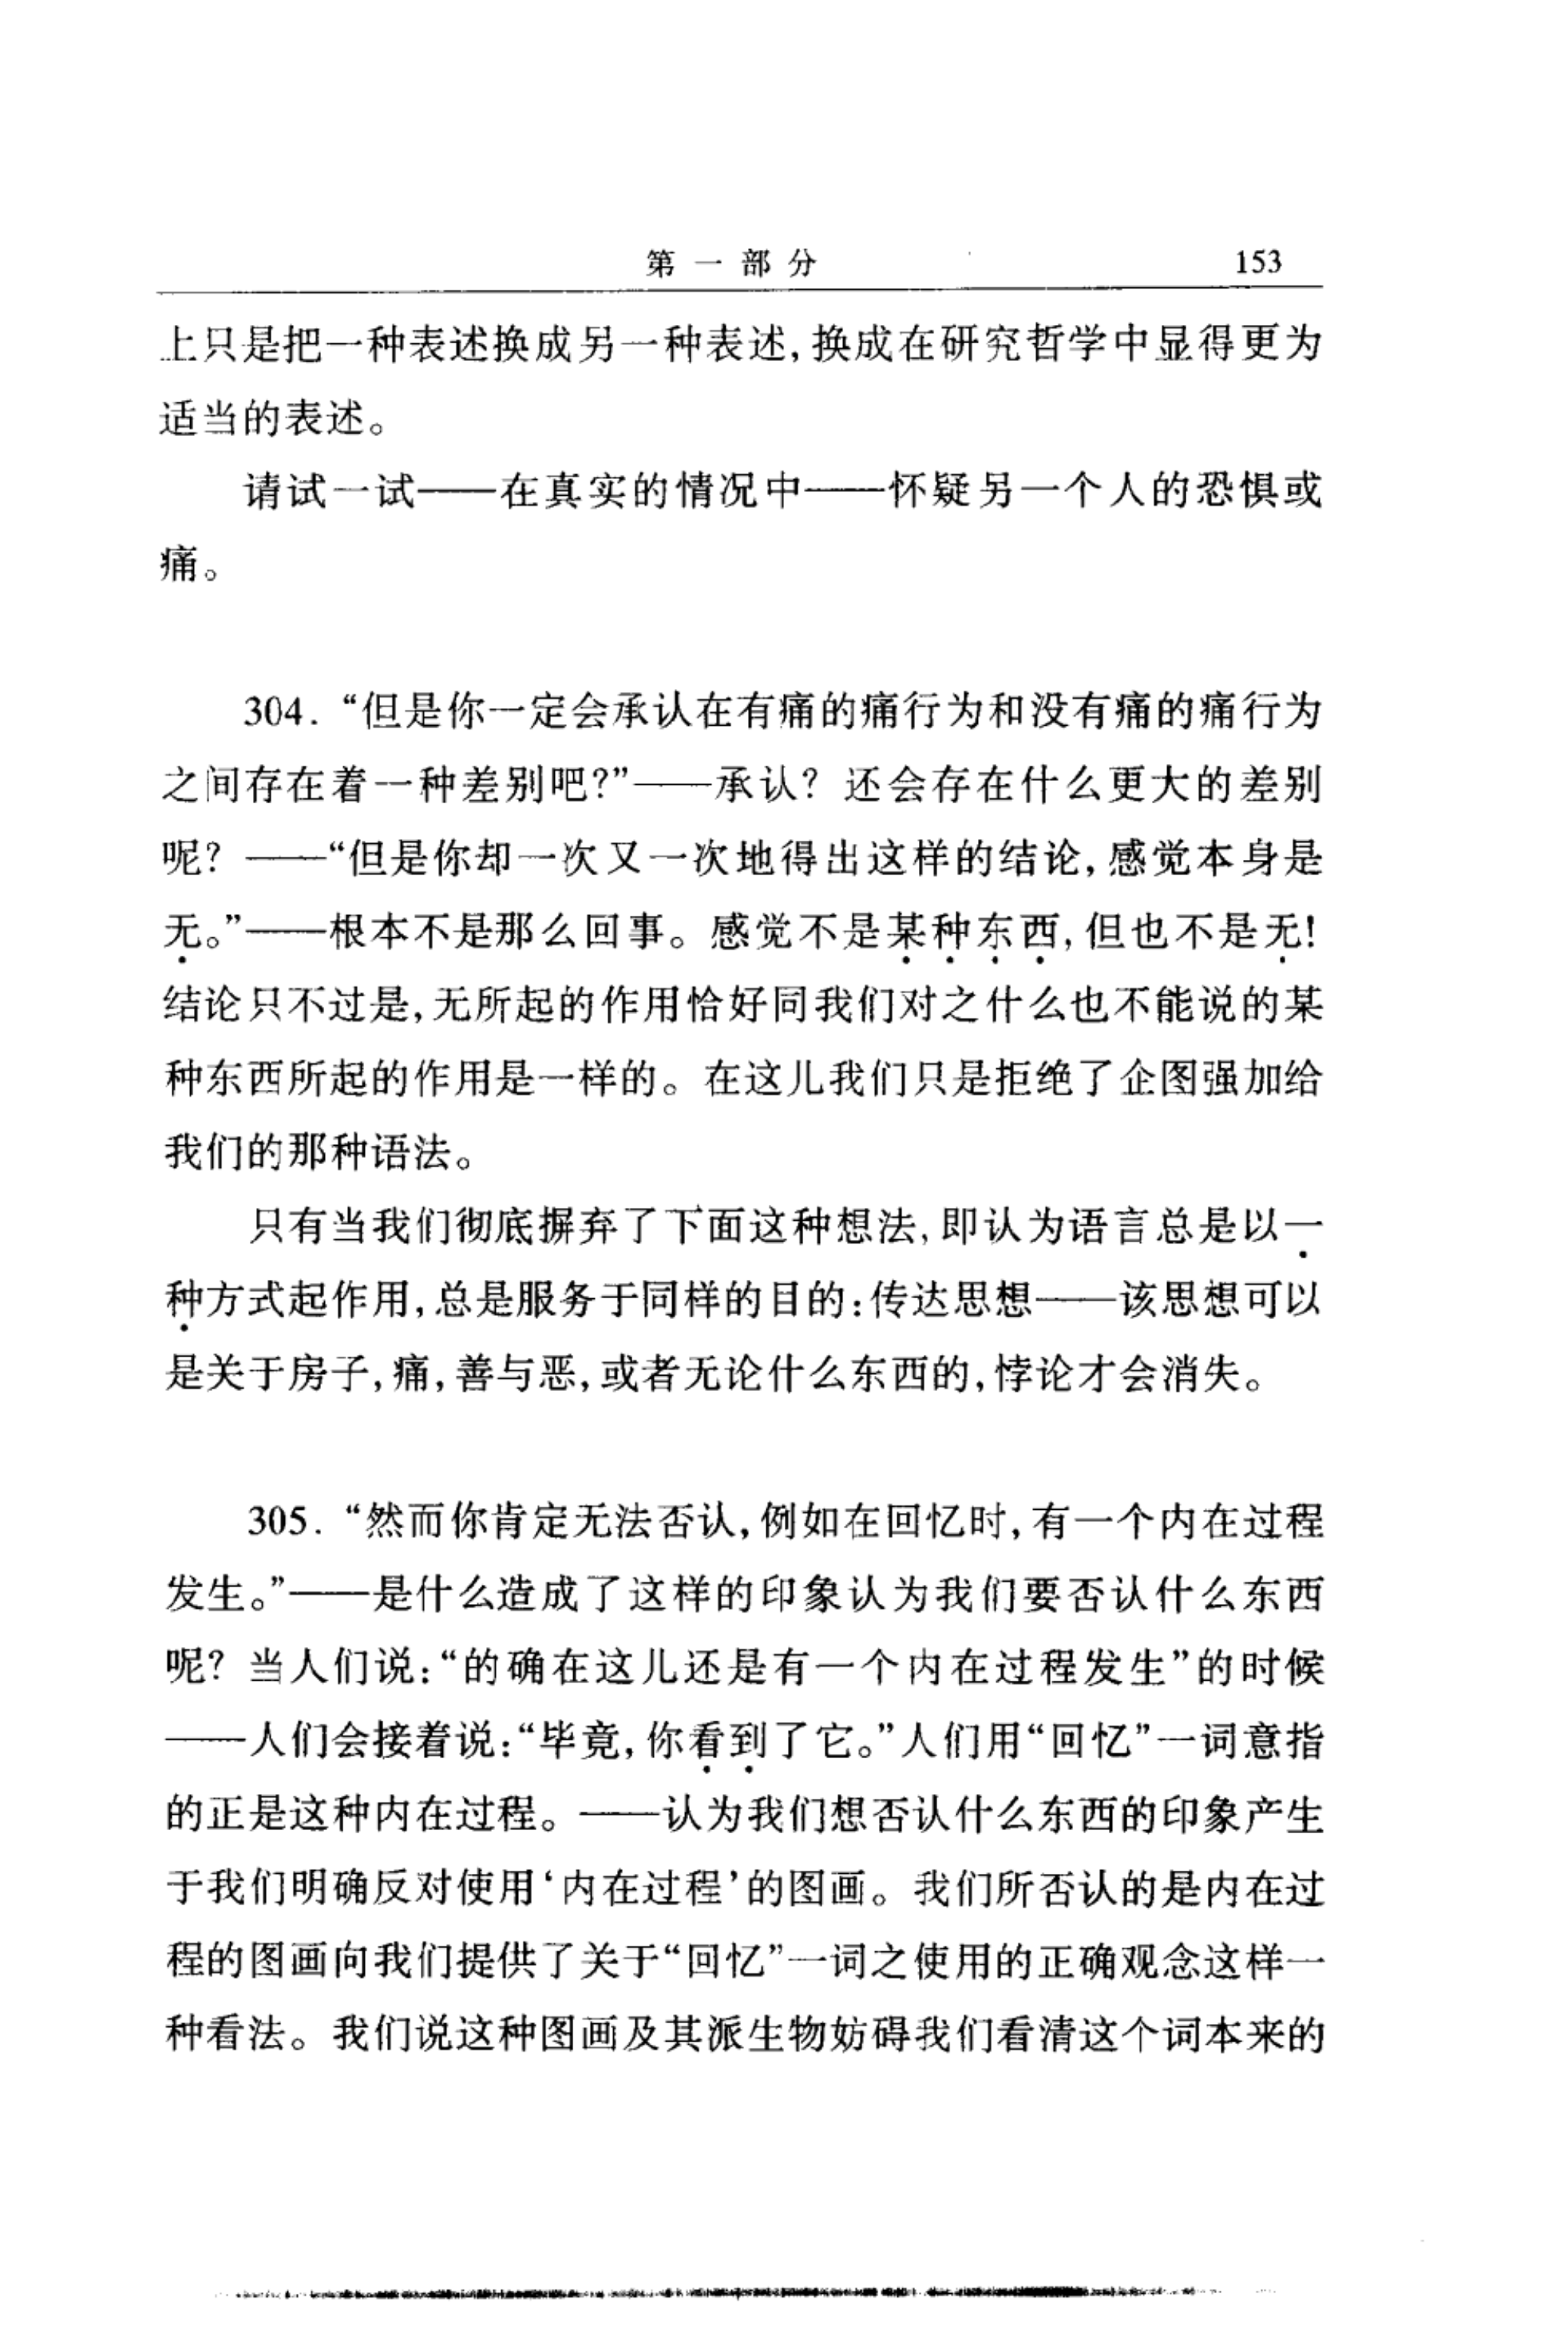 第一部分 153
上只是把一种表述换成另一种表述,换成在研究哲学中显得更为
适当的表述。
请试一试——在真实的情况中——怀疑另一个人的恐惧或
痛。
304. “但是你一定会承认在有痛的痛行为和没有痛的痛行为
之间存在着一种差别吧?”——承认? 还会存在什么更大的差别
呢? ——“但是你却一次又一次地得出这样的结论,感觉本身是
无。”——根本不是那么回事。感觉不是某种东西,但也不是无!
结论只不过是,无所起的作用恰好同我们对之什么也不能说的某
种东西所起的作用是一样的。在这儿我们只是拒绝了企图强加给
我们的那种语法。
只有当我们彻底摒弃了下面这种想法,即认为语言总是以一
种方式起作用,总是服务于同样的目的:传达思想——该思想可以
是关于房子,痛,善与恶,或者无论什么东西的,悖论才会消失。
305. “然而你肯定无法否认,例如在回忆时,有一个内在过程
发生。”——是什么造成了这样的印象认为我们要否认什么东西
呢? 当人们说:“的确在这儿还是有一个内在过程发生”的时候
——人们会接着说:“毕竟,你看到了它。”人们用“回忆”一词意指
的正是这种内在过程。——认为我们想否认什么东西的印象产生
于我们明确反对使用‘内在过程’的图画。我们所否认的是内在过
程的图画向我们提供了关于“回忆”一词之使用的正确观念这样一
种看法。我们说这种图画及其派生物妨碍我们看清这个词本来的